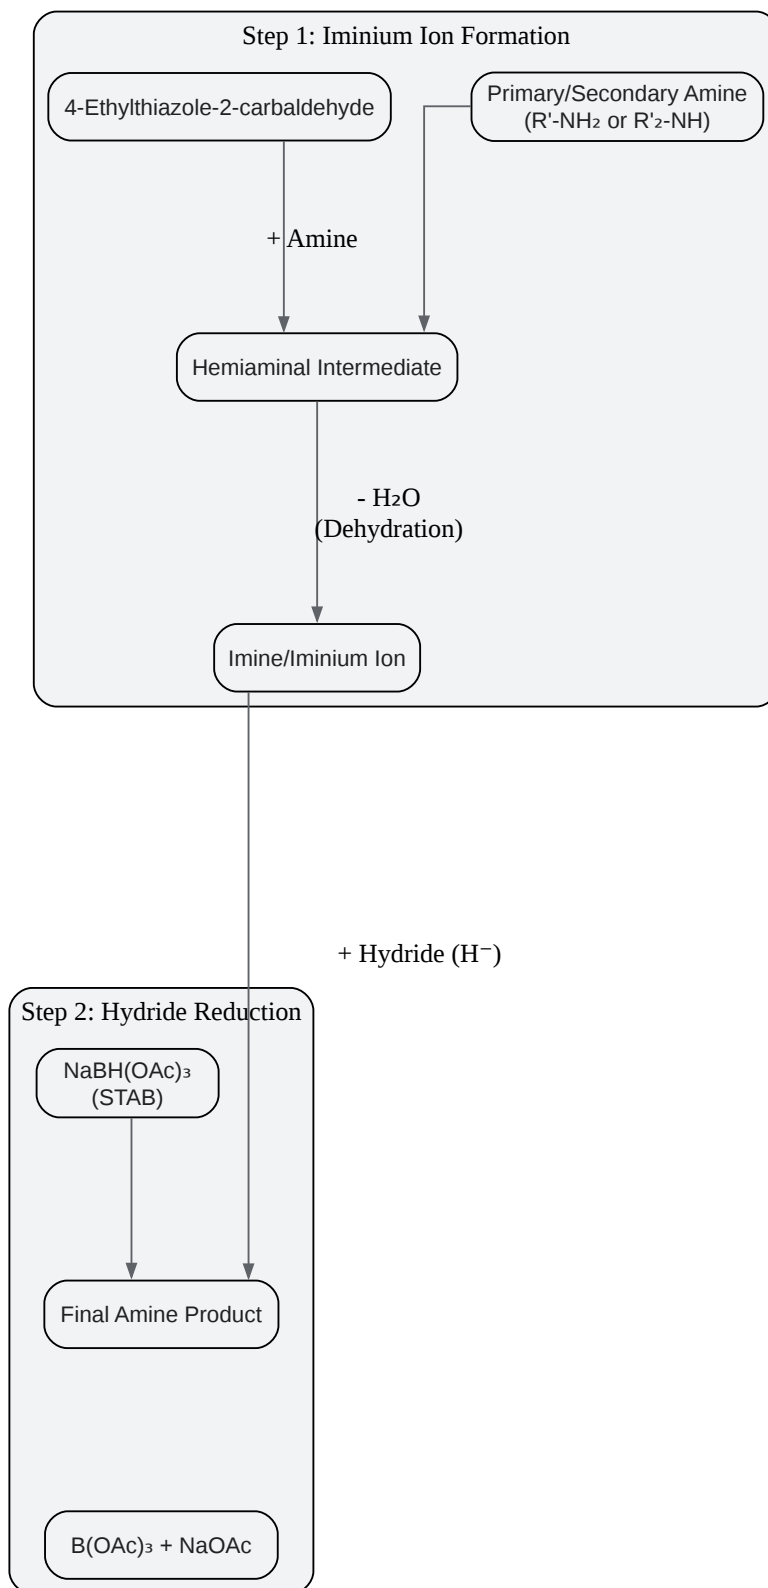 Step 1: Iminium Ion Formation
4-Ethylthiazole-2-carbaldehyde
Primary/Secondary Amine
(R'-NH₂ or R'₂-NH)
+ Amine
Hemiaminal Intermediate
- H₂O
(Dehydration)
Imine/Iminium Ion
+ Hydride (H⁻)
Step 2: Hydride Reduction
NaBH(OAc)₃
(STAB)
Final Amine Product
B(OAc)₃ + NaOAc